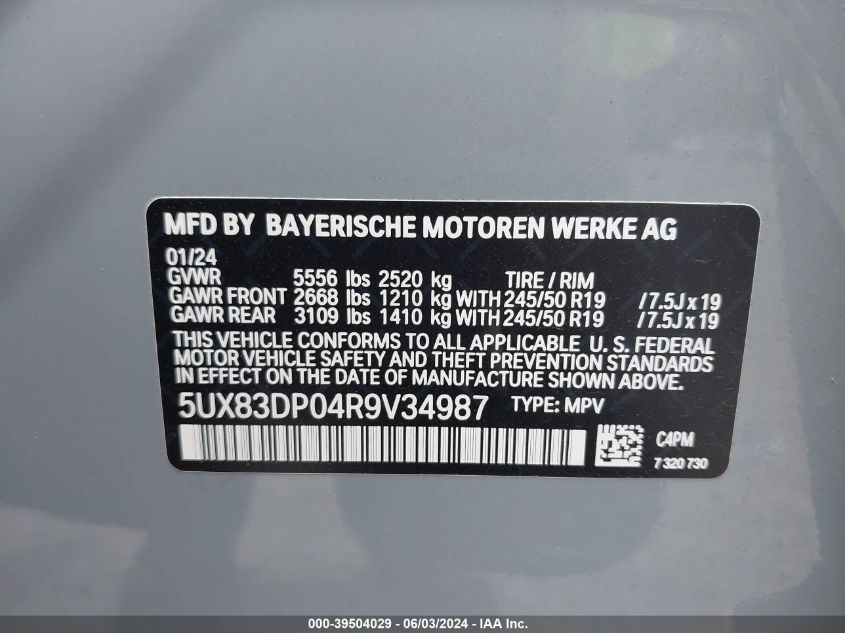 MFD BY BAYERISCHE MOTOREN WERKE AG
01/24
GVWR 5556 lbs 2520 kg TIRE / RIM
GAWR FRONT 2668 lbs 1210 kg WITH 245/50 R19 /7.5J x 19
GAWR REAR 3109 lbs 1410 kg WITH 245/50 R19 /7.5J x 19
THIS VEHICLE CONFORMS TO ALL APPLICABLE U. S. FEDERAL
MOTOR VEHICLE SAFETY AND THEFT PREVENTION STANDARDS
IN EFFECT ON THE DATE OF MANUFACTURE SHOWN ABOVE.
5UX83DP04R9V34987 TYPE: MPV
C4PM
7 320 730
000-39504029 - 06/03/2024 - IAA, Inc.